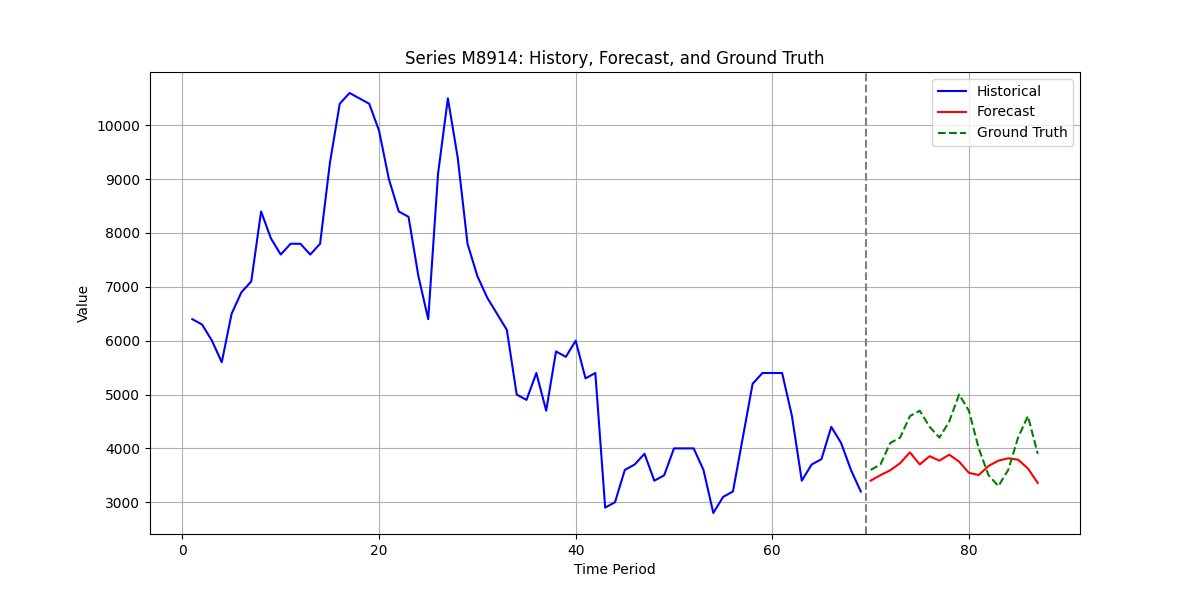 Series M8914: History, Forecast, and Ground Truth
Historical
Forecast
Ground Truth
10000
9000
8000
7000
6000
5000
4000
3000
Value
0 20 40 60 80
Time Period